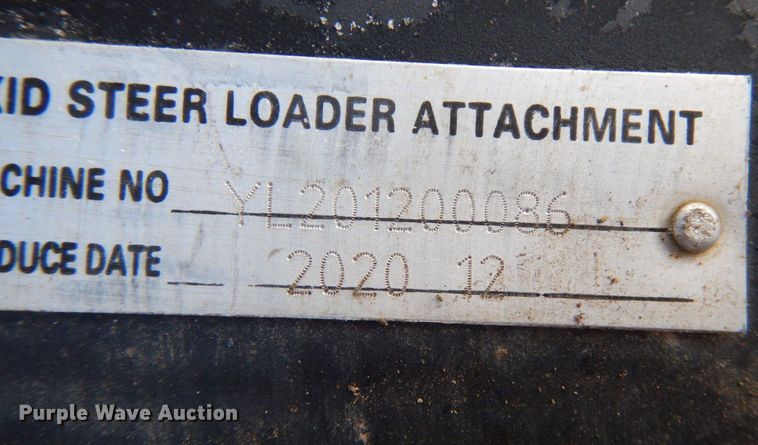 KID STEER LOADER ATTACHMENT
CHINE NO YL201200086
DUCE DATE 2020 12
Purple Wave Auction